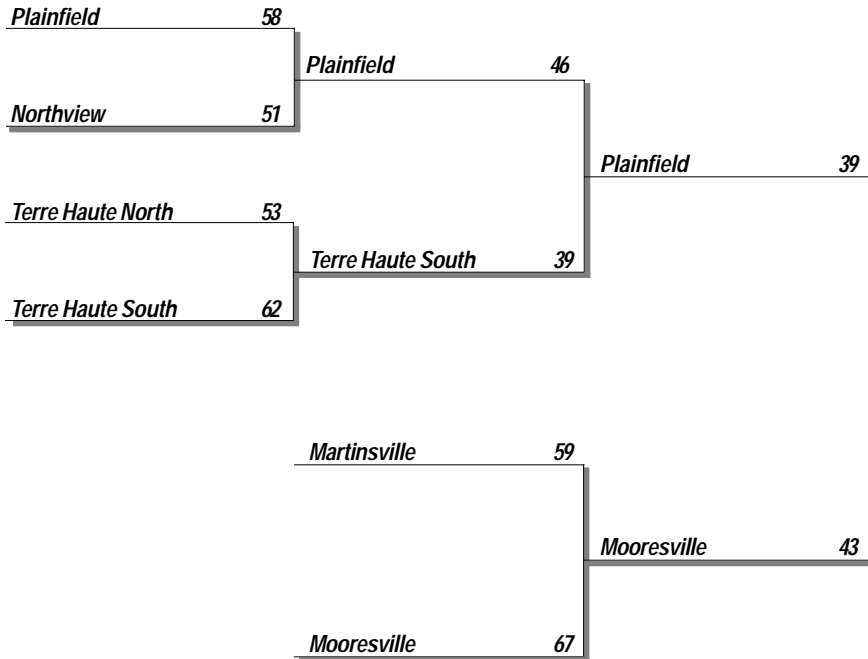 Plainfield 58
Plainfield 46
Northview 51
Plainfield 39
Terre Haute North 53
Terre Haute South 39
Terre Haute South 62
Martinsville 59
Mooresville 43
Mooresville 67